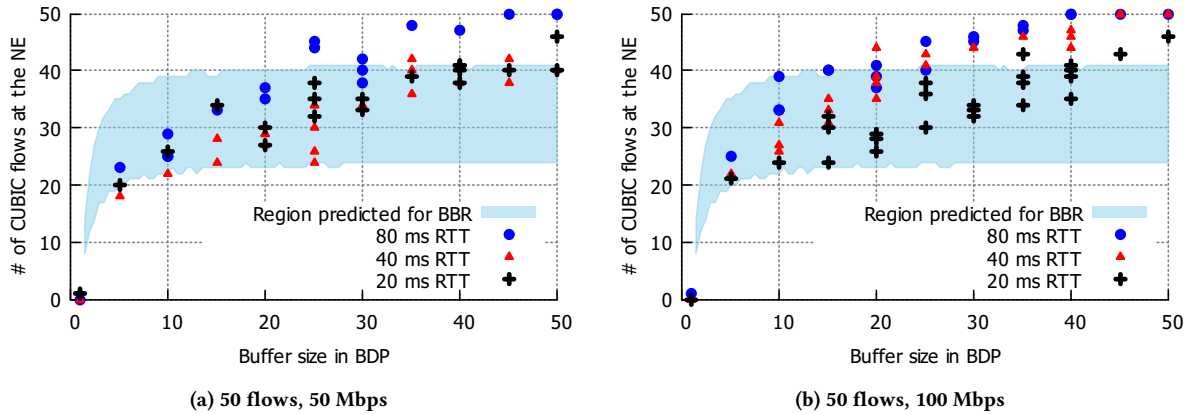 50
40
30
20
10
0
# of CUBIC flows at the NE
Region predicted for BBR
80 ms RTT
40 ms RTT
20 ms RTT
0 10 20 30 40 50
Buffer size in BDP
(a) 50 flows, 50 Mbps
50
40
30
20
10
0
# of CUBIC flows at the NE
Region predicted for BBR
80 ms RTT
40 ms RTT
20 ms RTT
0 10 20 30 40 50
Buffer size in BDP
(b) 50 flows, 100 Mbps